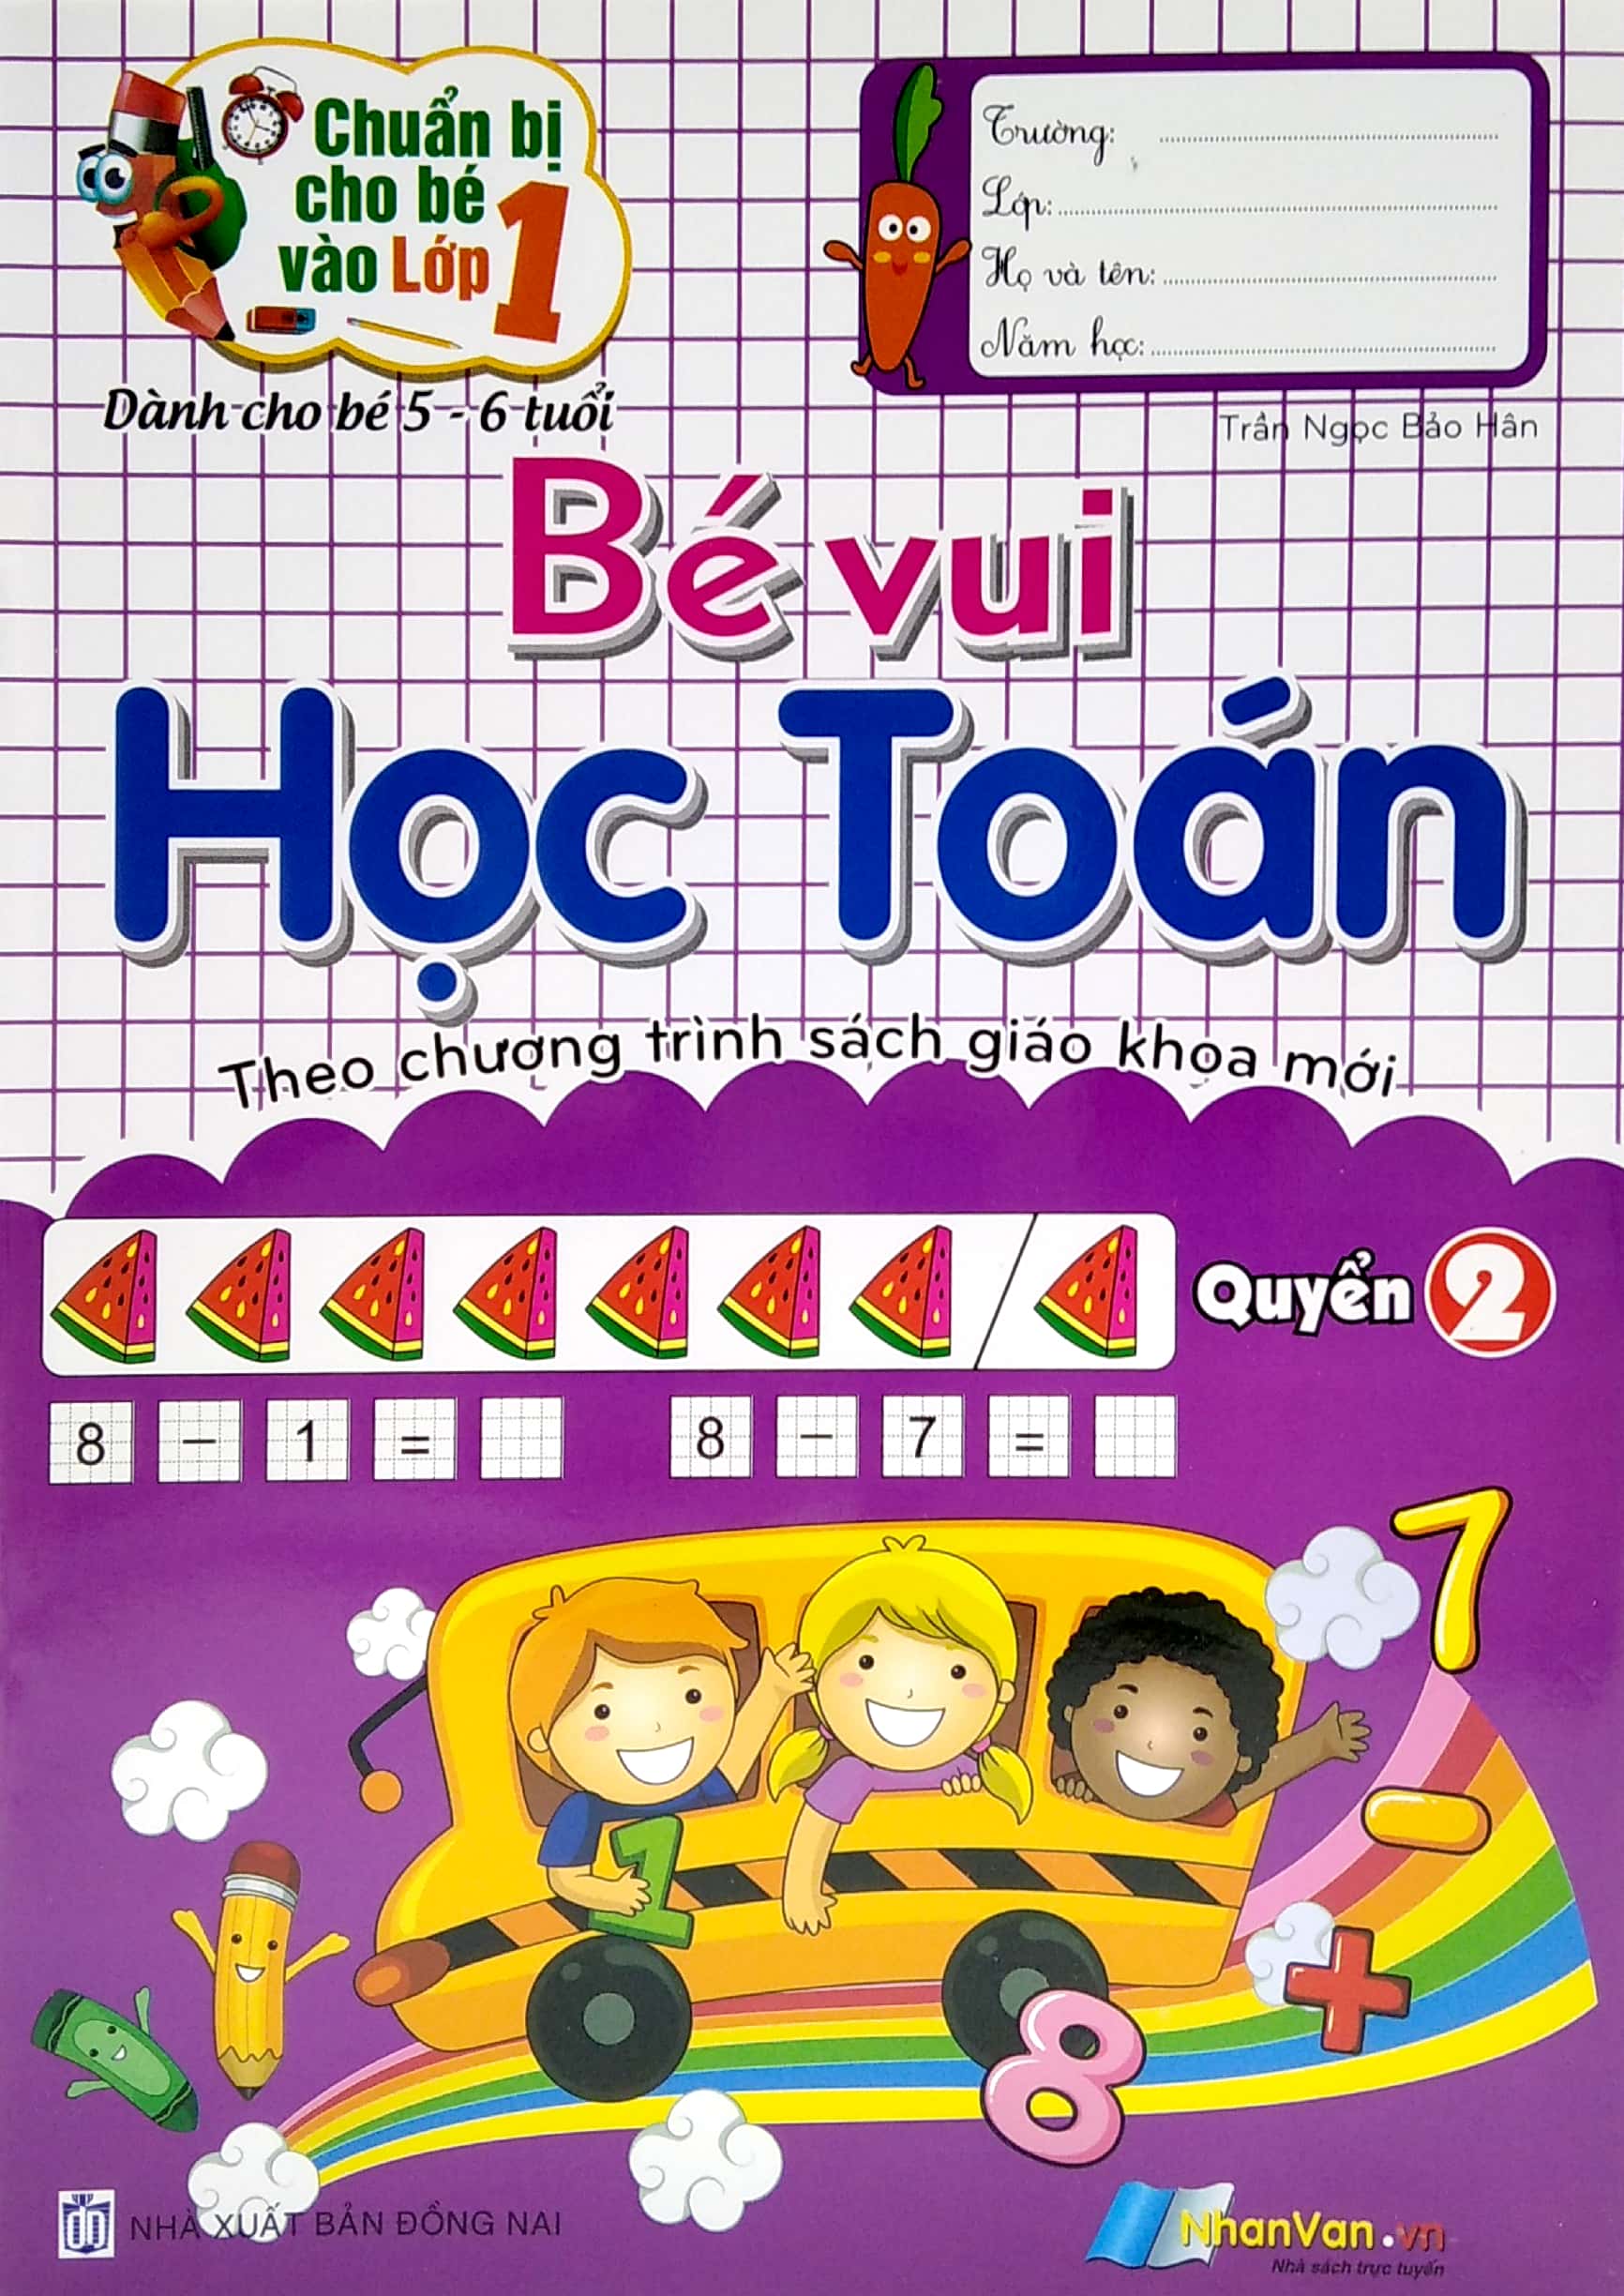 Chuẩn bị
cho bé
vào Lớp 1
Dành cho bé 5 - 6 tuổi
Trường:
Lớp:
Họ và tên:
Năm học:
Trần Ngọc Bảo Hân
Bé vui
Học Toán
Theo chương trình sách giáo khoa mới
Quyển 2
8 - 1 =
8 - 7 =
7
-
1
+
8
NHÀ XUẤT BẢN ĐỒNG NAI
NhanVan.vn
Nhà sách trực tuyến